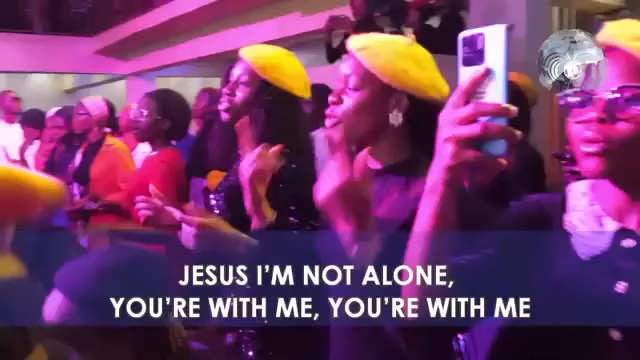 JESUS I'M NOT ALONE,
YOU'RE WITH ME, YOU'RE WITH ME